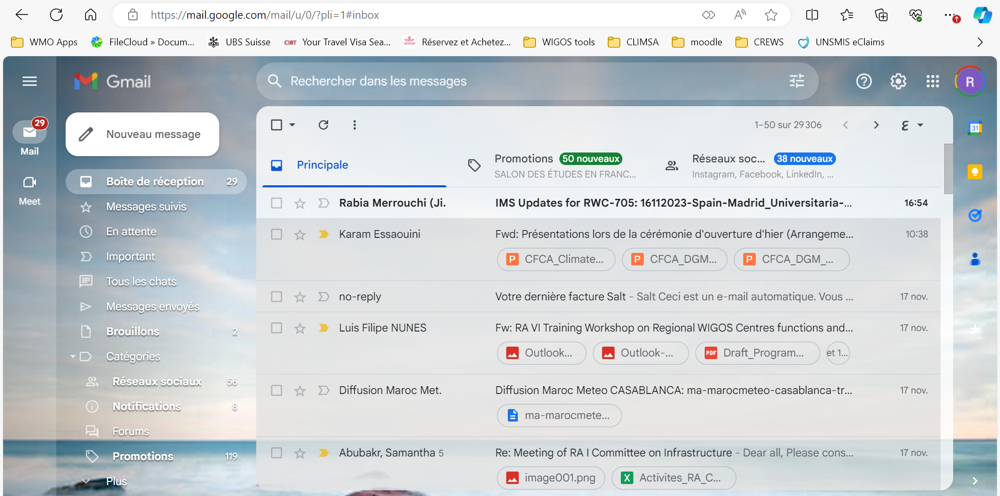 https://mail.google.com/mail/u/0/?pli=1#inbox
WMO Apps
FileCloud » Docum...
UBS Suisse
CIBT Your Travel Visa Sea...
Réservez et Achetez...
WIGOS tools
CLIMSA
moodle
CREWS
UNSMIS eClaims
Gmail
Rechercher dans les messages
R
29
Mail
Meet
Nouveau message
Boîte de réception 29
Messages suivis
En attente
Important
Tous les chats
Messages envoyés
Brouillons 2
Catégories
Réseaux sociaux 56
Notifications 8
Forums
Promotions 119
Plus
1–50 sur 29 306
Principale
Promotions 50 nouveaux
SALON DES ÉTUDES EN FRANC...
Réseaux soc... 38 nouveaux
Instagram, Facebook, LinkedIn, ...
Rabia Merrouchi (Ji. IMS Updates for RWC-705: 16112023-Spain-Madrid_Universitaria-... 16:54
Karam Essaouini Fwd: Présentations lors de la cérémonie d'ouverture d'hier (Arrangeme... 10:38
P CFCA_Climate... P CFCA_DGM... P CFCA_DGM_...
no-reply Votre dernière facture Salt - Salt Ceci est un e-mail automatique. Vous ... 17 nov.
Luis Filipe NUNES Fw: RA VI Training Workshop on Regional WIGOS Centres functions and... 17 nov.
Outlook... Outlook-... PDF Draft_Program... et 1...
Diffusion Maroc Met. Diffusion Maroc Meteo CASABLANCA: ma-marocmeteo-casablanca-tr... 17 nov.
ma-marocmete...
Abubakr, Samantha 5 Re: Meeting of RA I Committee on Infrastructure - Dear all, Please cons... 17 nov.
image001.png X Activites_RA_C...
31